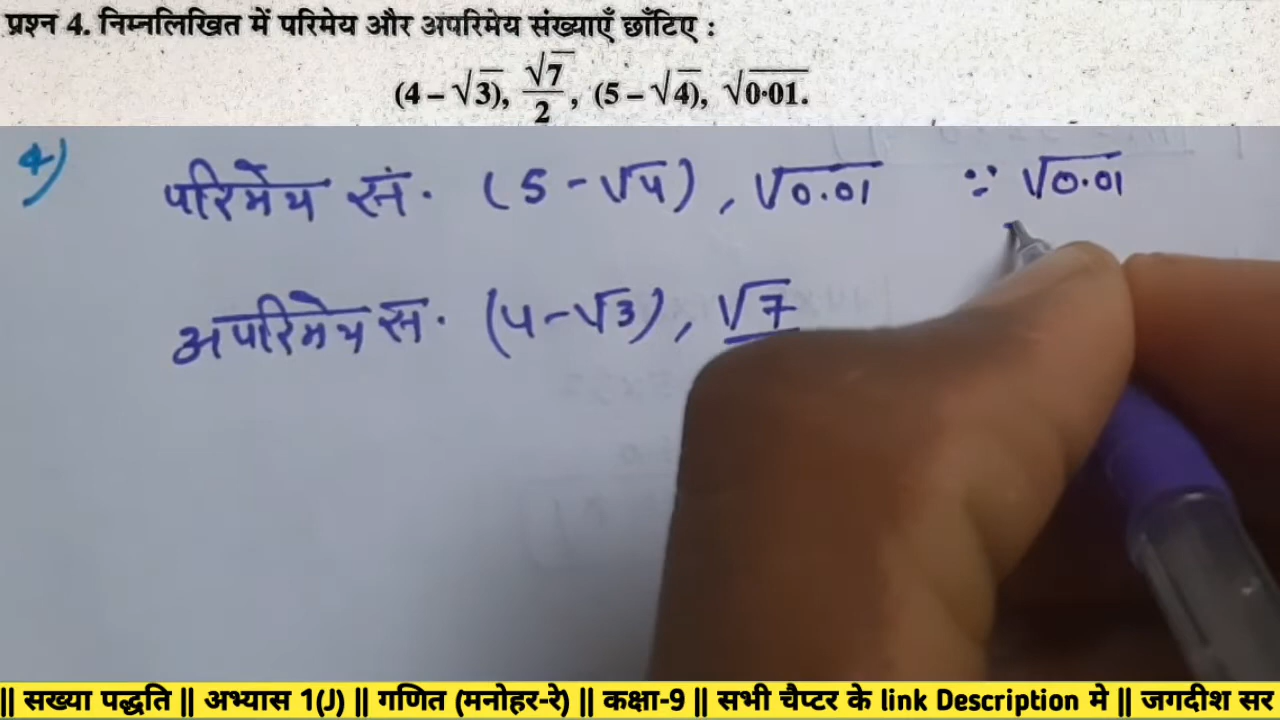 प्रश्न 4. निम्नलिखित में परिमेय और अपरिमेय संख्याएँ छाँटिए :
(4 – √3), √7/2, (5 – √4), √0·01.
4)
परिमेय सं. (5 - √4), √0.01 ∵ √0.01
अपरिमेय सं. (4-√3), √7
|| सख्या पद्धति || अभ्यास 1(J) || गणित (मनोहर-रे) || कक्षा-9 || सभी चैप्टर के link Description मे || जगदीश सर